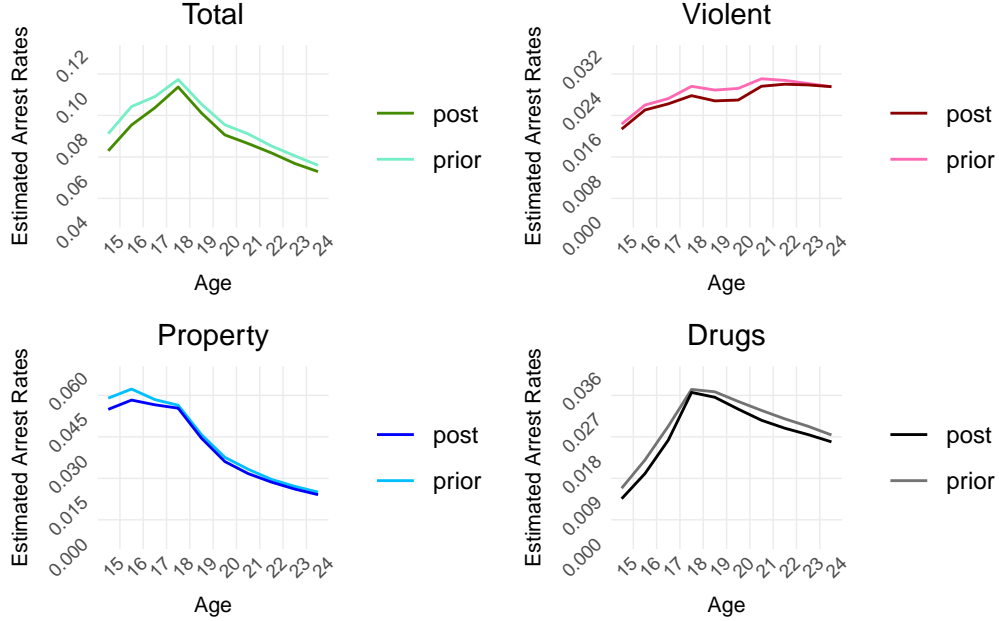 Total
Estimated Arrest Rates
0.12
0.10
0.08
0.06
0.04
15 16 17 18 19 20 21 22 23 24
Age
post
prior
Violent
Estimated Arrest Rates
0.032
0.024
0.016
0.008
0.000
15 16 17 18 19 20 21 22 23 24
Age
post
prior
Property
Estimated Arrest Rates
0.060
0.045
0.030
0.015
0.000
15 16 17 18 19 20 21 22 23 24
Age
post
prior
Drugs
Estimated Arrest Rates
0.036
0.027
0.018
0.009
0.000
15 16 17 18 19 20 21 22 23 24
Age
post
prior